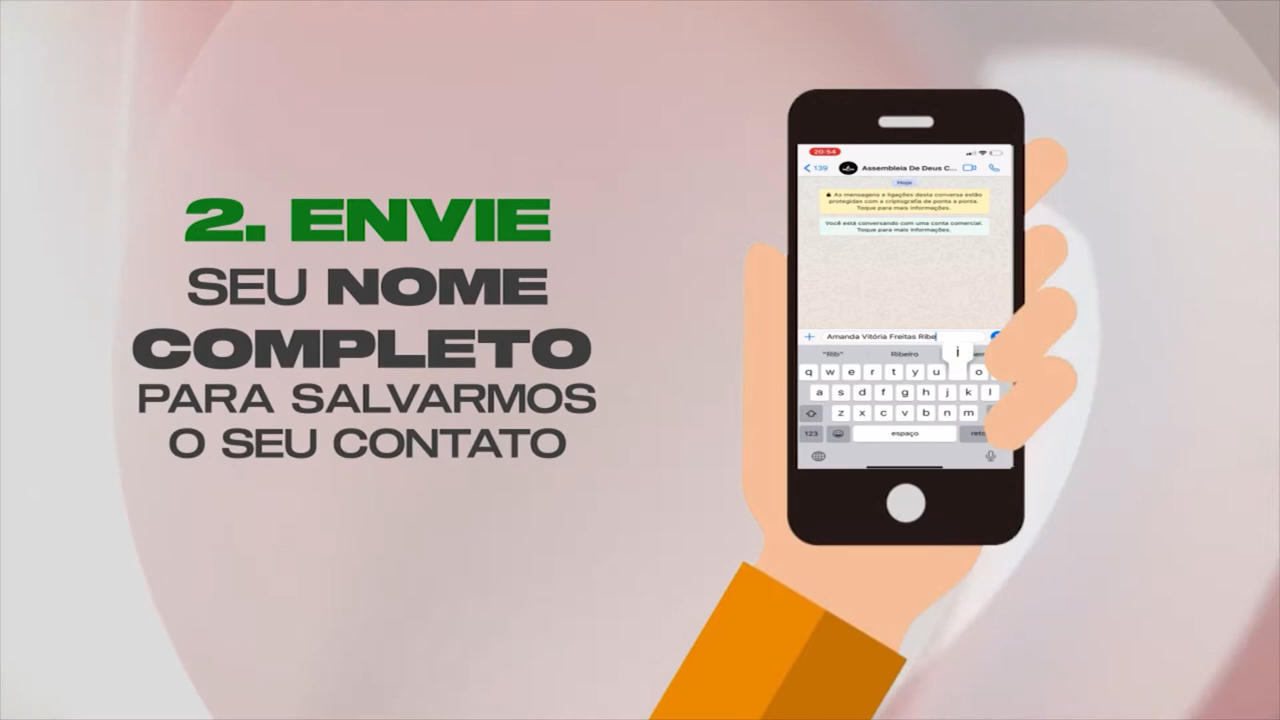 2. ENVIE
SEU NOME
COMPLETO
PARA SALVARMOS
O SEU CONTATO
20:54
139
Assembleia De Deus C...
Hoje
As mensagens e ligações desta conversa estão
protegidas com a criptografia de ponta a ponta.
Toque para mais informações.
Você está conversando com uma conta comercial.
Toque para mais informações.
Amanda Vitória Freitas Ribe
"Rib"
Ribeiro
i
q w e r t y u o
a s d f g h j k l
z x c v b n m
123
espaço